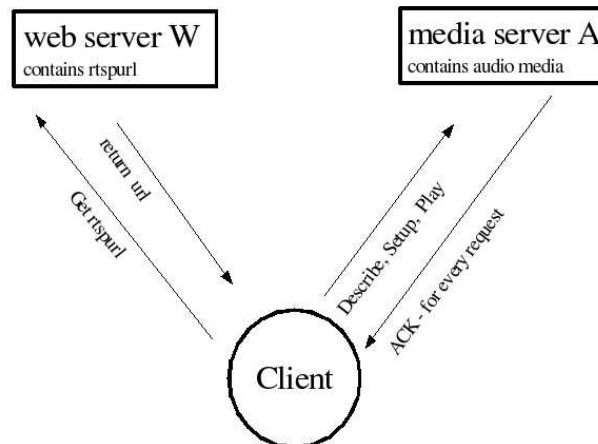 web server W
contains rtspurl
media server A
contains audio media
return url
Get rtspurl
Describe, Setup, Play
ACK - for every request
Client